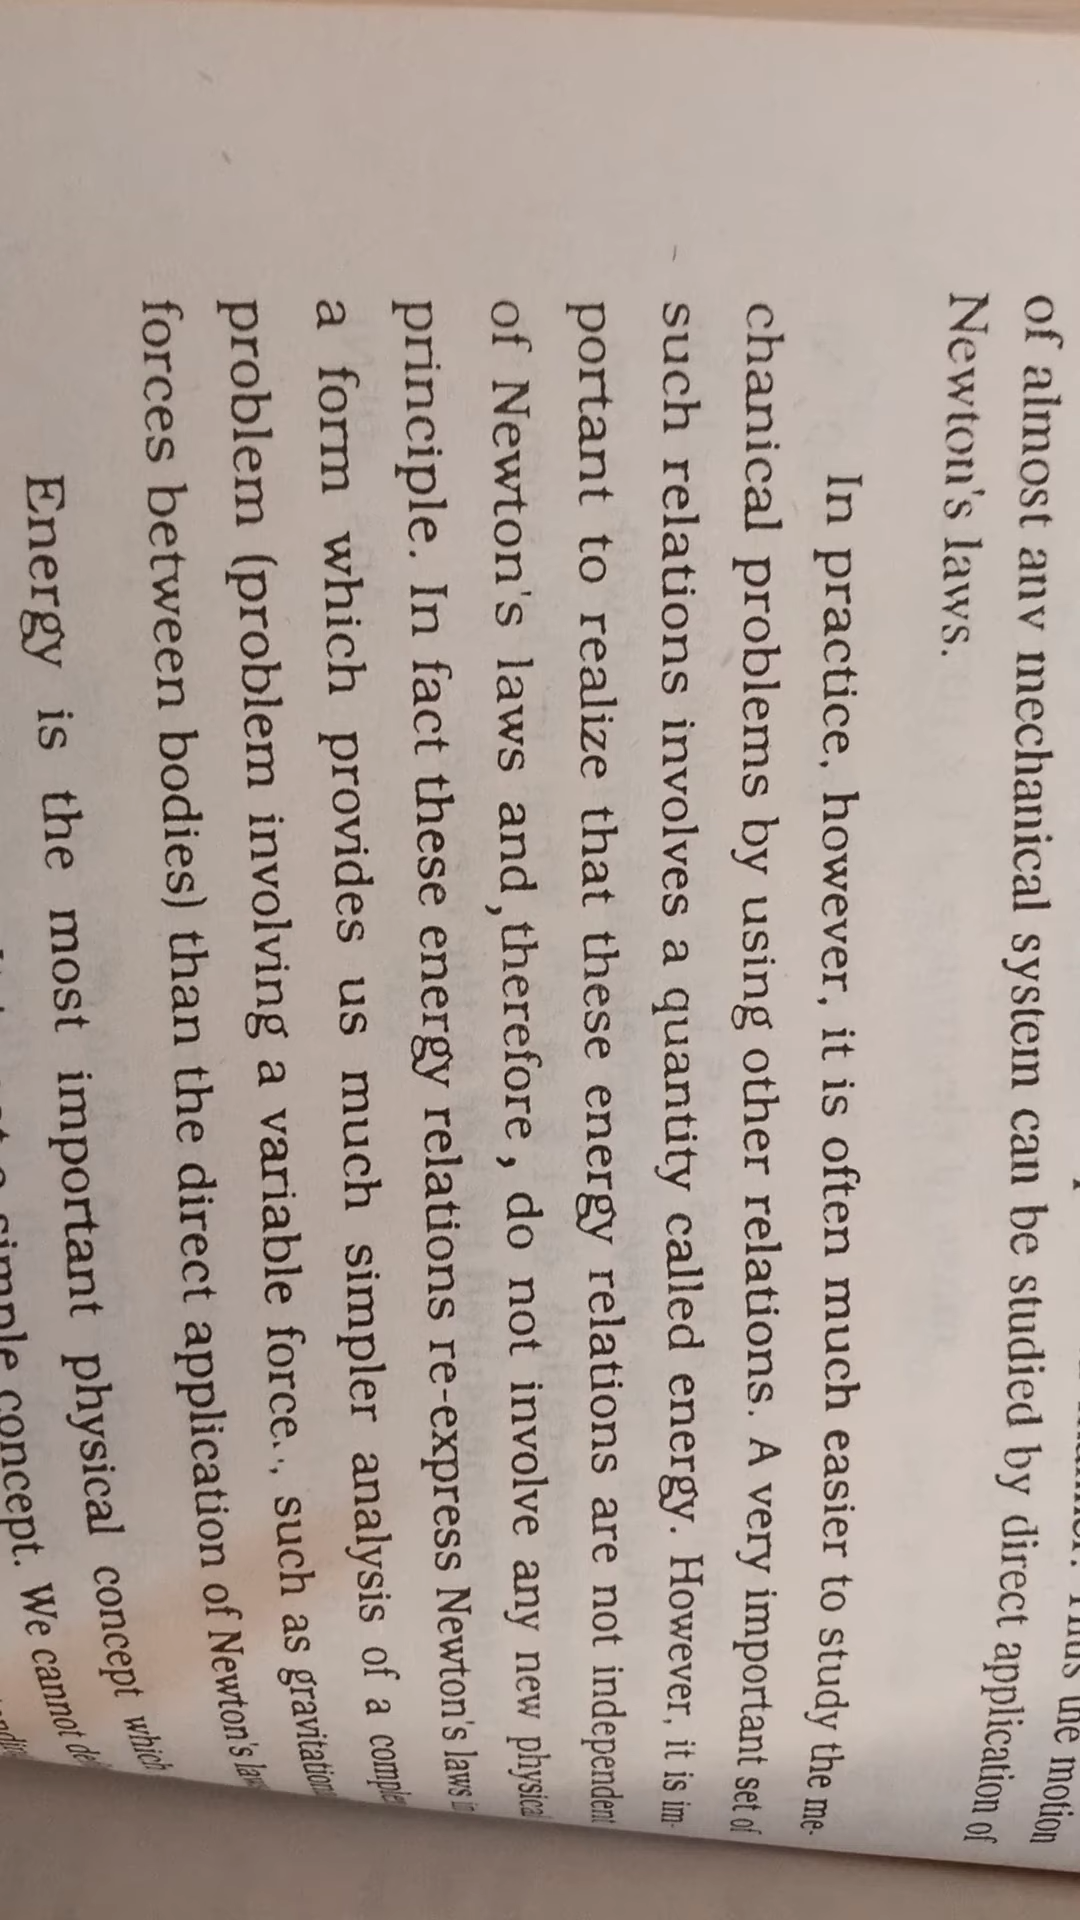 Thus the motion
of almost anv mechanical system can be studied by direct application of
Newton's laws.
In practice, however, it is often much easier to study the me-
chanical problems by using other relations. A very important set of
such relations involves a quantity called energy. However, it is im-
portant to realize that these energy relations are not independent
of Newton's laws and, therefore, do not involve any new physical
principle. In fact these energy relations re-express Newton's laws in
a form which provides us much simpler analysis of a comple
problem (problem involving a variable force., such as gravitation
forces between bodies) than the direct application of Newton's law
Energy is the most important physical concept which
simple concept. We cannot de